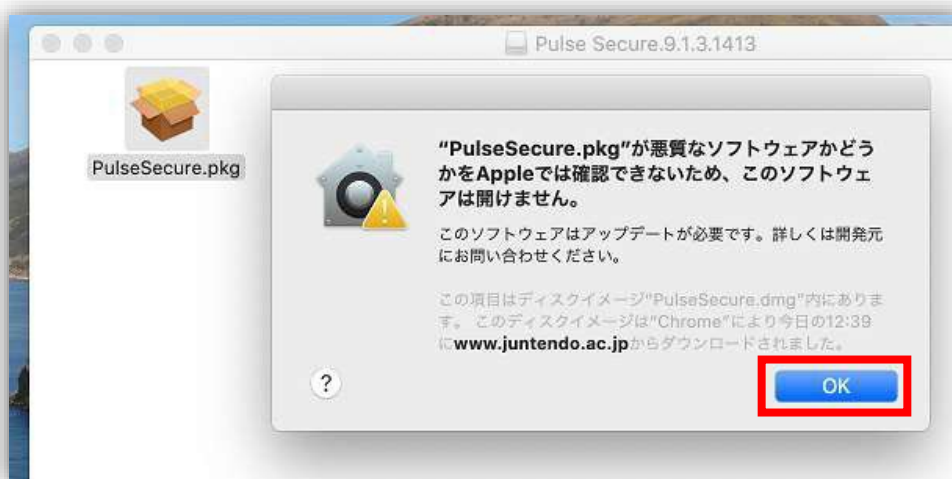 Pulse Secure.9.1.3.1413
PulseSecure.pkg
“PulseSecure.pkg”が悪質なソフトウェアかどう
かをAppleでは確認できないため、このソフトウェ
アは開けません。
このソフトウェアはアップデートが必要です。詳しくは開発元
にお問い合わせください。
この項目はディスクイメージ“PulseSecure.dmg”内にありま
す。 このディスクイメージは“Chrome”により今日の12:39
にwww.juntendo.ac.jpからダウンロードされました。
?
OK